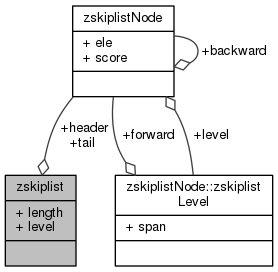 zskiplistNode
+ ele
+ score
+backward
+header
+tail
+forward
+level
zskiplist
+ length
+ level
zskiplistNode::zskiplist
Level
+ span